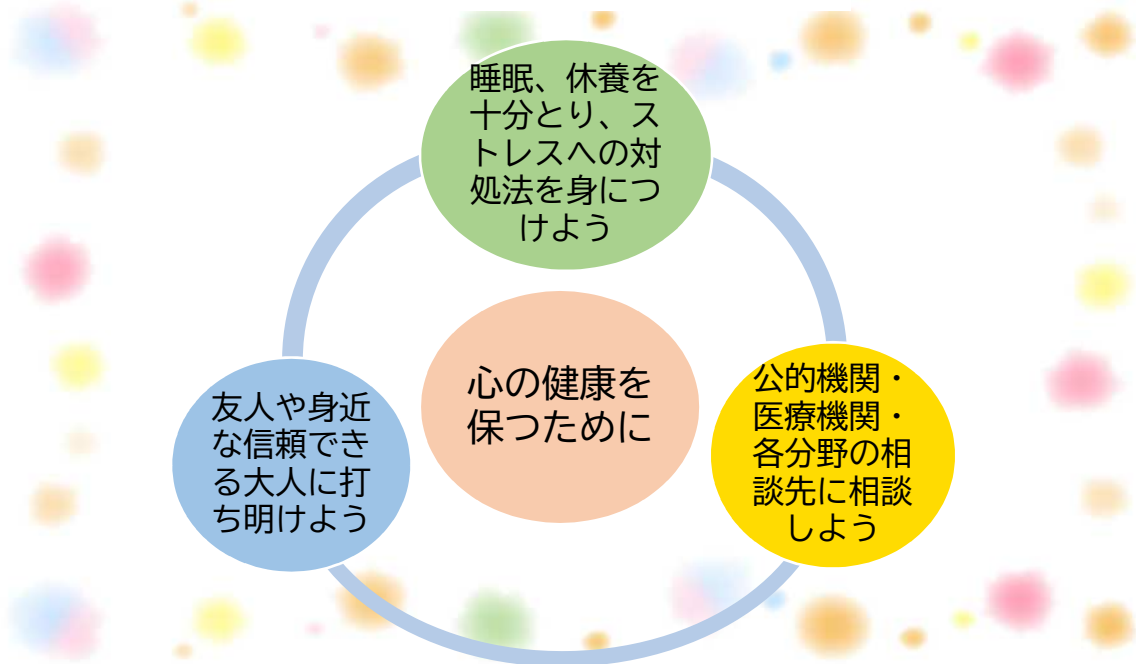 睡眠、休養を
十分とり、ス
トレスへの対
処法を身につ
けよう
心の健康を
保つために
友人や身近
な信頼でき
る大人に打
ち明けよう
公的機関・
医療機関・
各分野の相
談先に相談
しよう